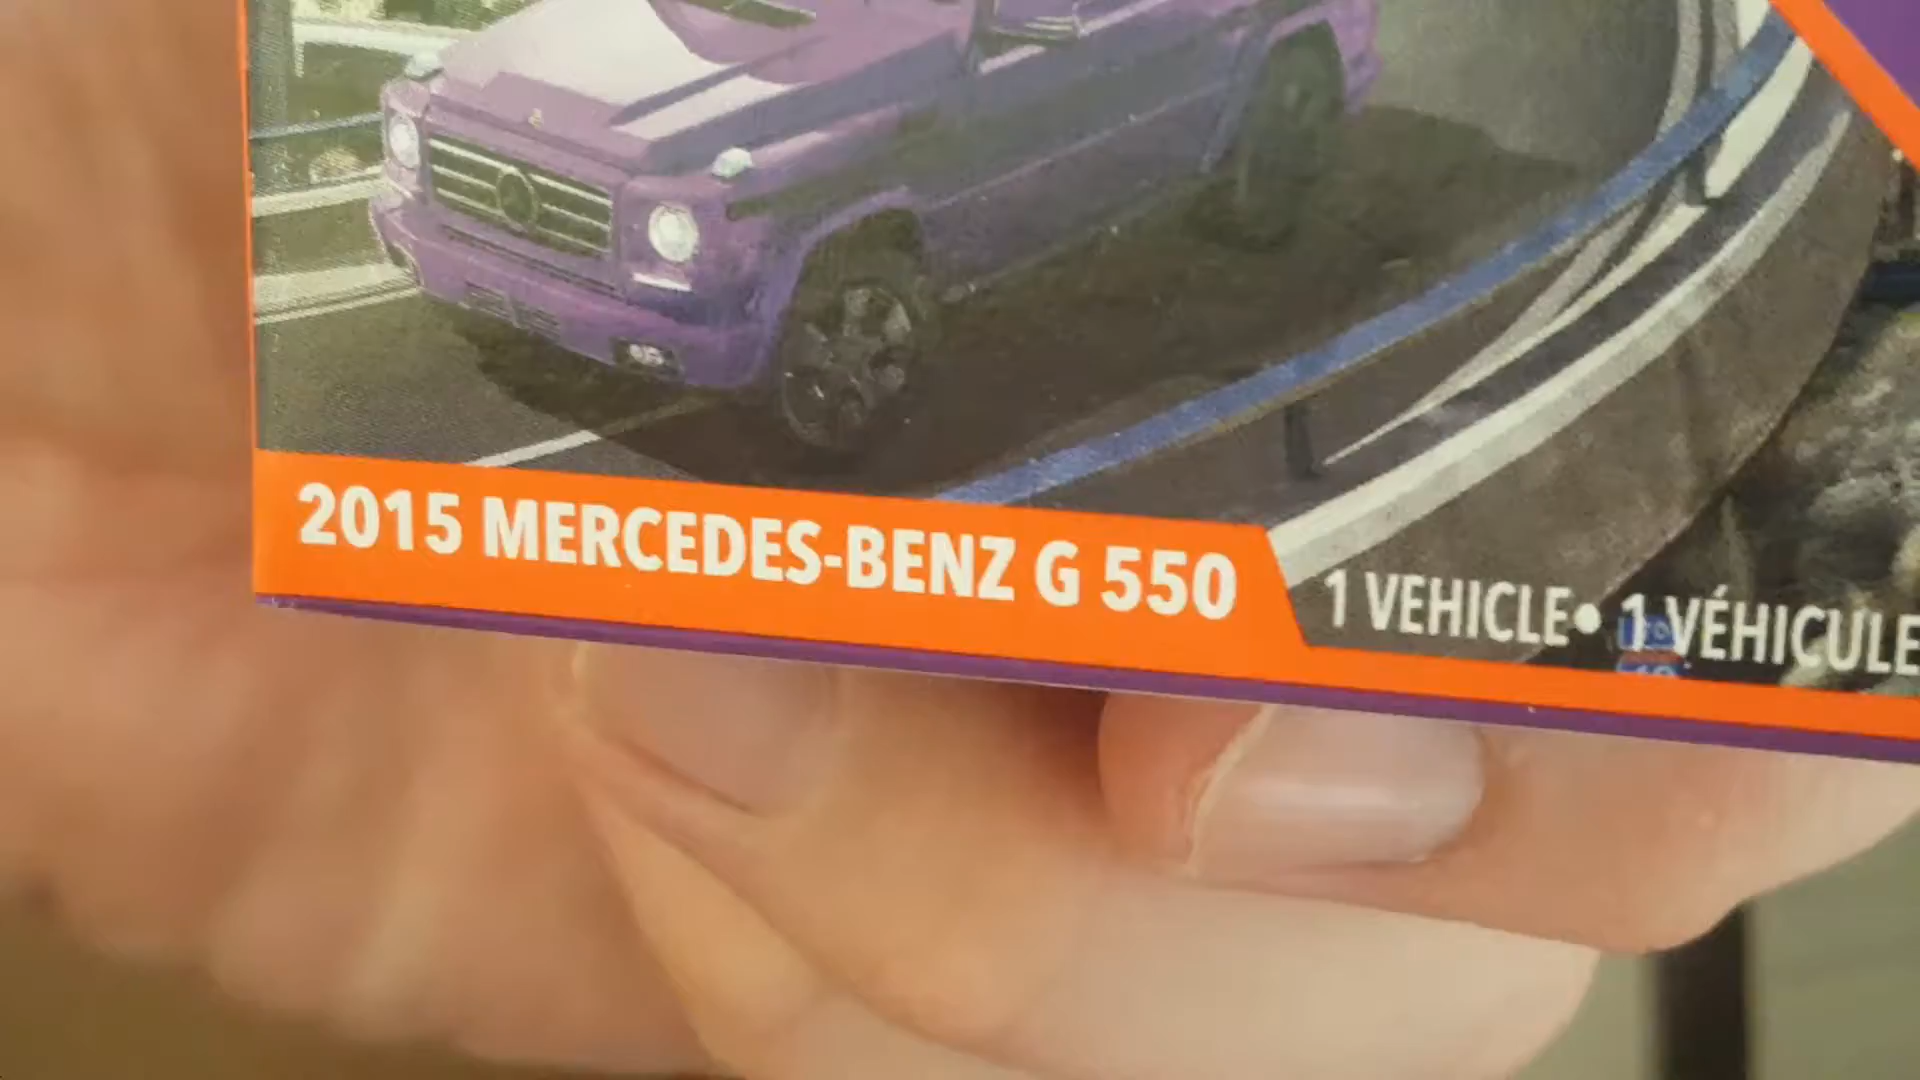 2015 MERCEDES-BENZ G 550
1 VEHICLE• 1 VÉHICULE